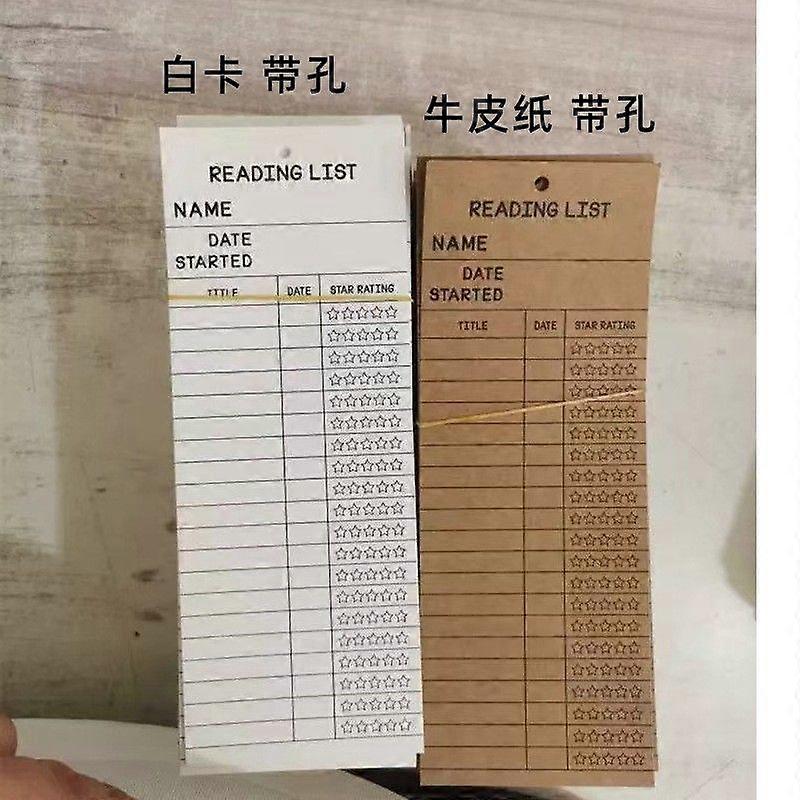 白卡 带孔
READING LIST
NAME
DATE
STARTED
TITLE DATE STAR RATING
牛皮纸 带孔
READING LIST
NAME
DATE
STARTED
TITLE DATE STAR RATING